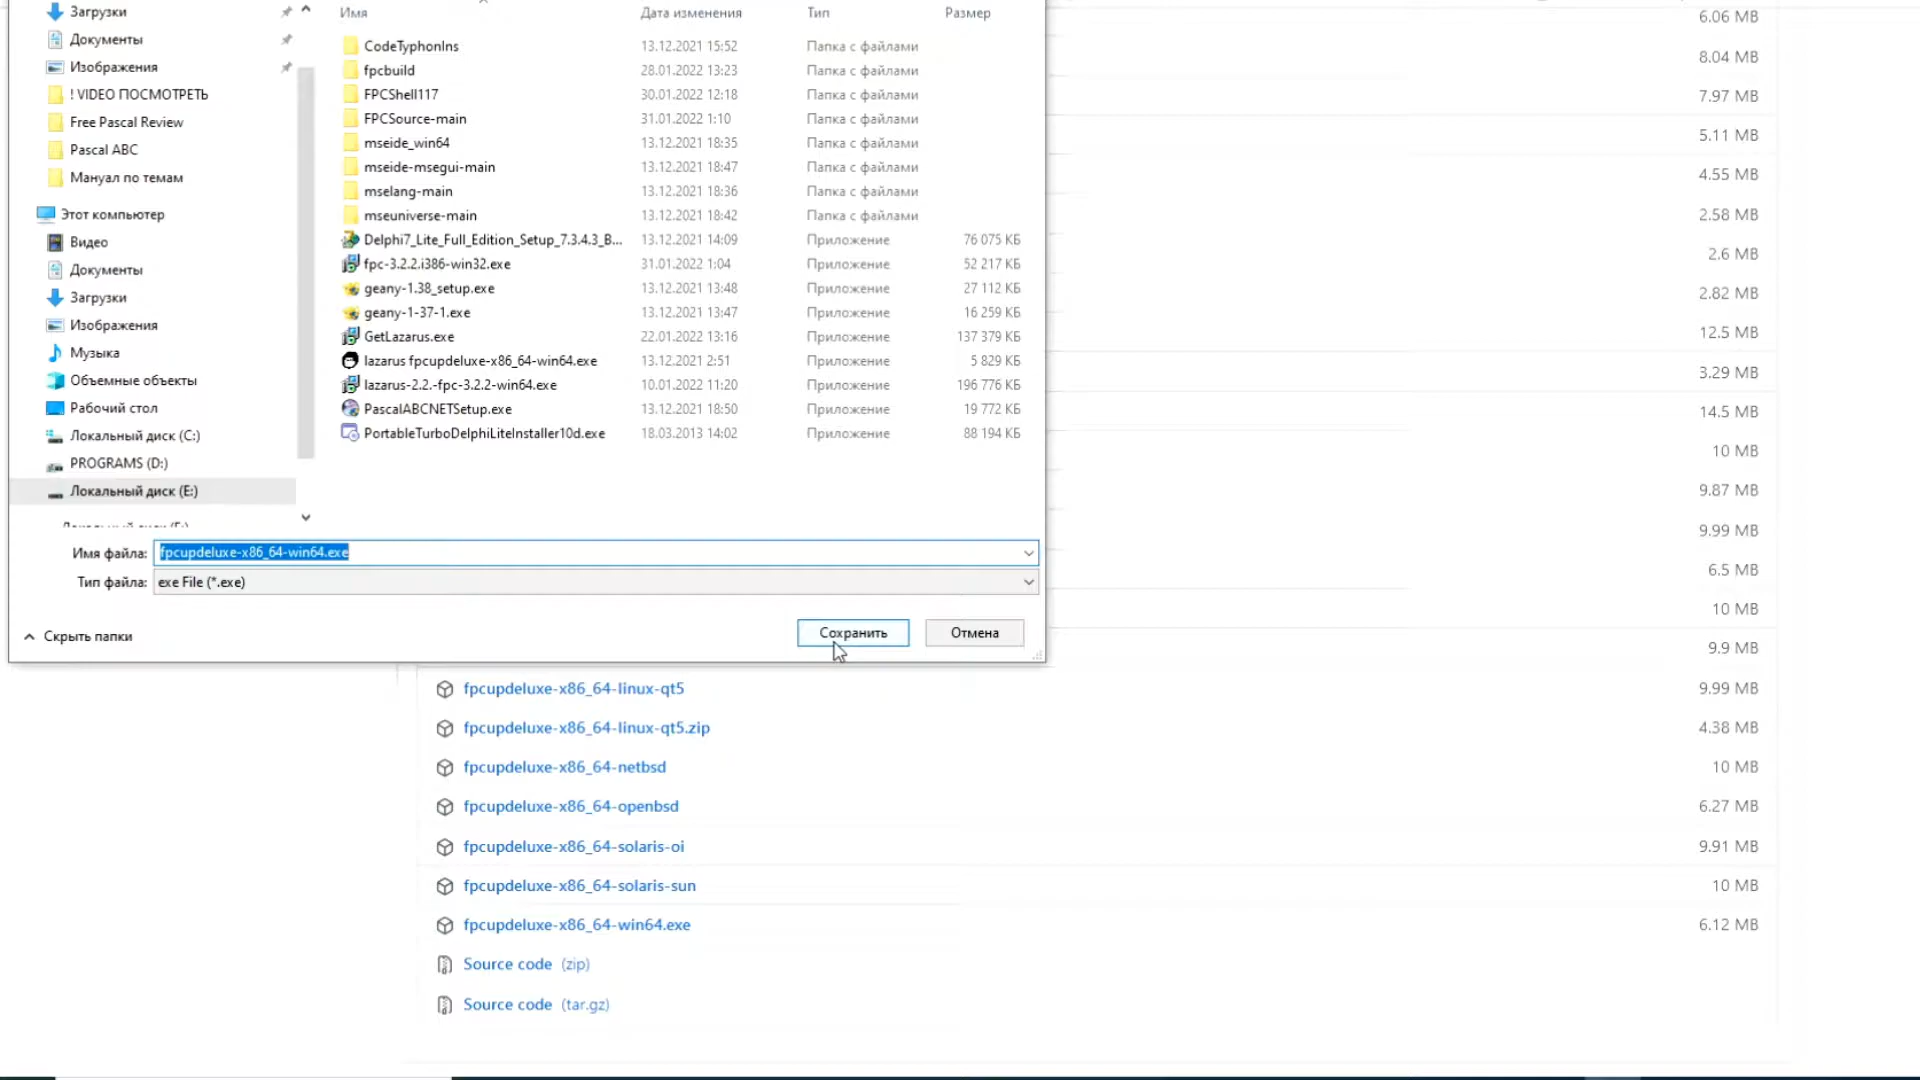 Загрузки
Документы
Изображения
! VIDEO ПОСМОТРЕТЬ
Free Pascal Review
Pascal ABC
Мануал по темам
Этот компьютер
Видео
Документы
Загрузки
Изображения
Музыка
Объемные объекты
Рабочий стол
Локальный диск (C:)
PROGRAMS (D:)
Локальный диск (E:)
Имя Дата изменения Тип Размер
CodeTyphonIns 13.12.2021 15:52 Папка с файлами
fpcbuild 28.01.2022 13:23 Папка с файлами
FPCShell117 30.01.2022 12:18 Папка с файлами
FPCSource-main 31.01.2022 1:10 Папка с файлами
mseide_win64 13.12.2021 18:35 Папка с файлами
mseide-msegui-main 13.12.2021 18:47 Папка с файлами
mselang-main 13.12.2021 18:36 Папка с файлами
mseuniverse-main 13.12.2021 18:42 Папка с файлами
Delphi7_Lite_Full_Edition_Setup_7.3.4.3_B... 13.12.2021 14:09 Приложение 76 075 КБ
fpc-3.2.2.i386-win32.exe 31.01.2022 1:04 Приложение 52 217 КБ
geany-1.38_setup.exe 13.12.2021 13:48 Приложение 27 112 КБ
geany-1-37-1.exe 13.12.2021 13:47 Приложение 16 259 КБ
GetLazarus.exe 22.01.2022 13:16 Приложение 137 379 КБ
lazarus fpcupdeluxe-x86_64-win64.exe 13.12.2021 2:51 Приложение 5 829 КБ
lazarus-2.2.-fpc-3.2.2-win64.exe 10.01.2022 11:20 Приложение 196 776 КБ
PascalABCNETSetup.exe 13.12.2021 18:50 Приложение 19 772 КБ
PortableTurboDelphiLiteInstaller10d.exe 18.03.2013 14:02 Приложение 88 194 КБ
Имя файла: fpcupdeluxe-x86_64-win64.exe
Тип файла: exe File (*.exe)
Скрыть папки
Сохранить Отмена
6.06 MB
8.04 MB
7.97 MB
5.11 MB
4.55 MB
2.58 MB
2.6 MB
2.82 MB
12.5 MB
3.29 MB
14.5 MB
10 MB
9.87 MB
9.99 MB
6.5 MB
10 MB
9.9 MB
fpcupdeluxe-x86_64-linux-qt5 9.99 MB
fpcupdeluxe-x86_64-linux-qt5.zip 4.38 MB
fpcupdeluxe-x86_64-netbsd 10 MB
fpcupdeluxe-x86_64-openbsd 6.27 MB
fpcupdeluxe-x86_64-solaris-oi 9.91 MB
fpcupdeluxe-x86_64-solaris-sun 10 MB
fpcupdeluxe-x86_64-win64.exe 6.12 MB
Source code (zip)
Source code (tar.gz)